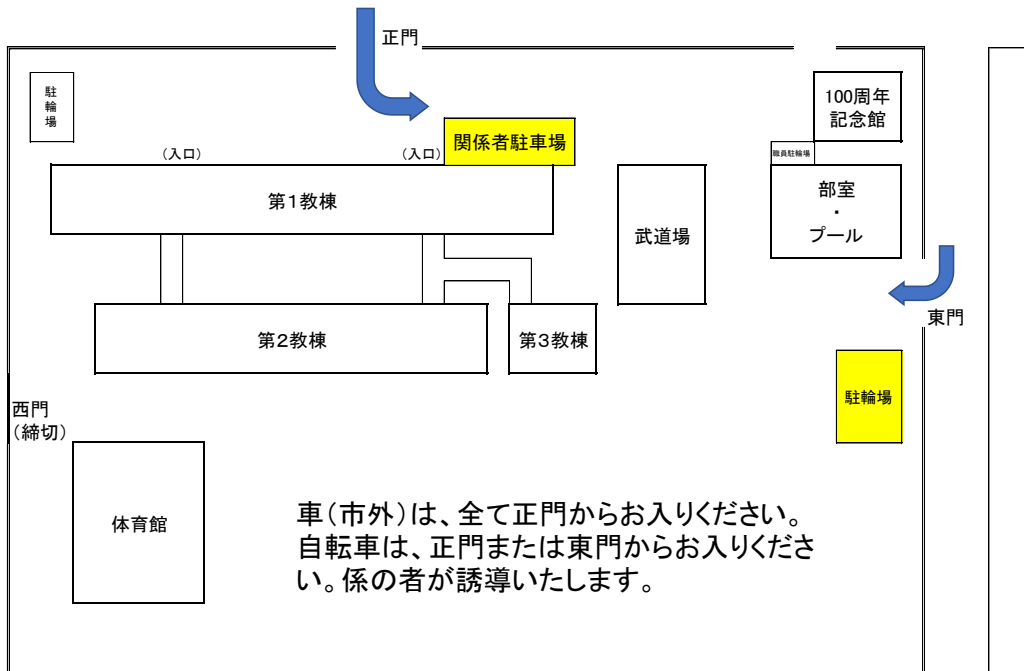 正門
駐輪場
100周年
記念館
関係者駐車場
(入口)
(入口)
職員駐輪場
第1教棟
武道場
部室
・
プール
東門
第2教棟
第3教棟
駐輪場
西門
(締切)
体育館
車(市外)は、全て正門からお入りください。
自転車は、正門または東門からお入りくださ
い。係の者が誘導いたします。